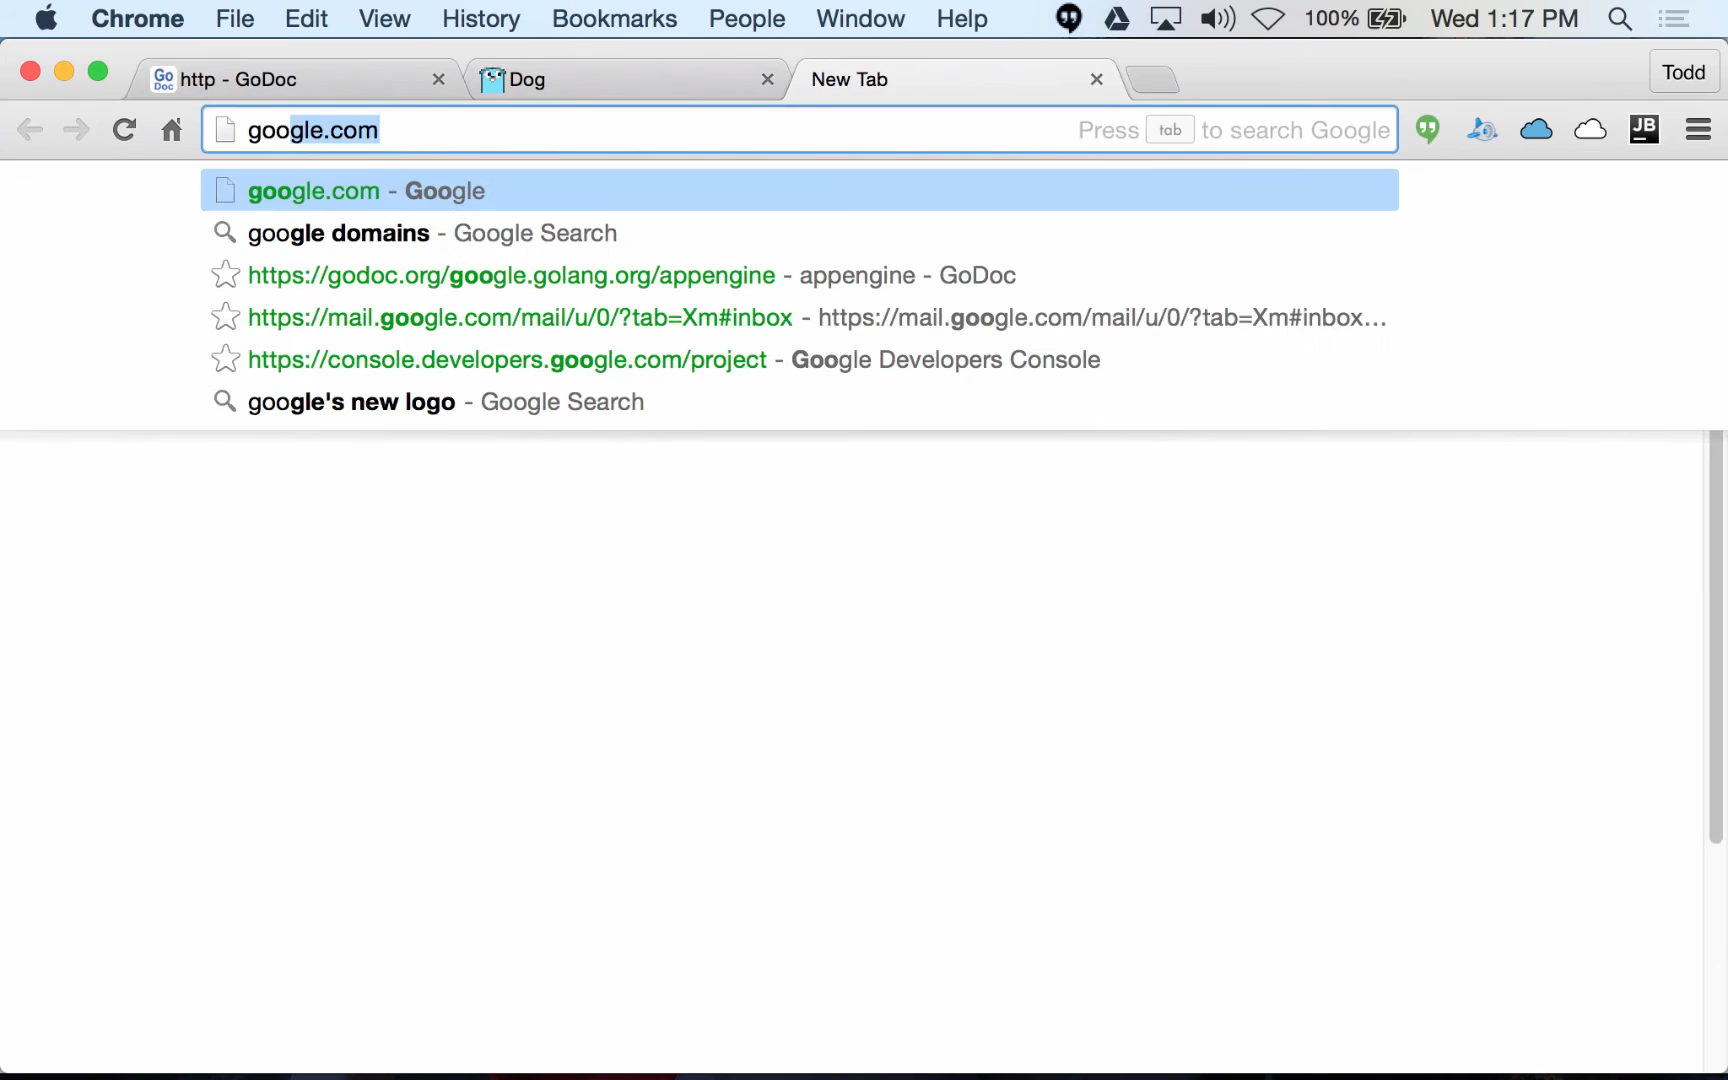 Chrome File Edit View History Bookmarks People Window Help 100% Wed 1:17 PM
Go Doc http - GoDoc Dog New Tab Todd
google.com Press tab to search Google JB
google.com - Google
google domains - Google Search
https://godoc.org/google.golang.org/appengine - appengine - GoDoc
https://mail.google.com/mail/u/0/?tab=Xm#inbox - https://mail.google.com/mail/u/0/?tab=Xm#inbox...
https://console.developers.google.com/project - Google Developers Console
google's new logo - Google Search